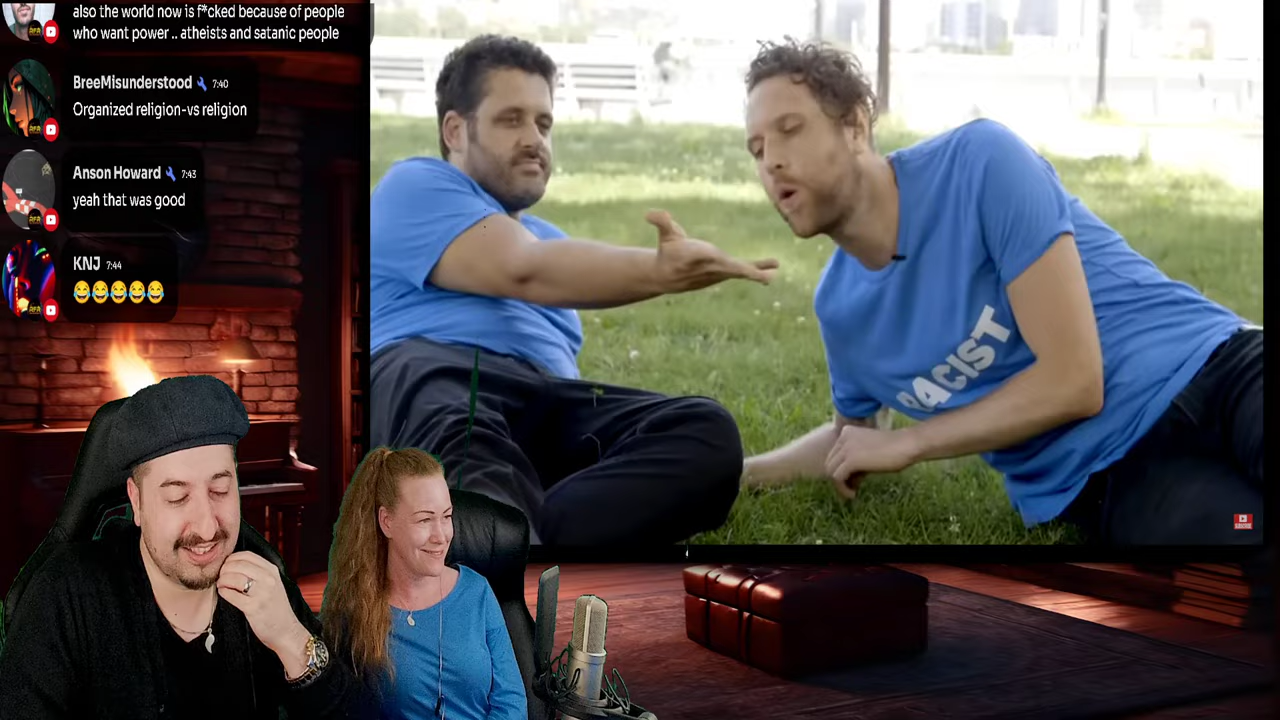 also the world now is f*cked because of people
who want power .. atheists and satanic people
BreeMisunderstood 7:40
Organized religion-vs religion
Anson Howard 7:43
yeah that was good
KNJ 7:44
RACIST